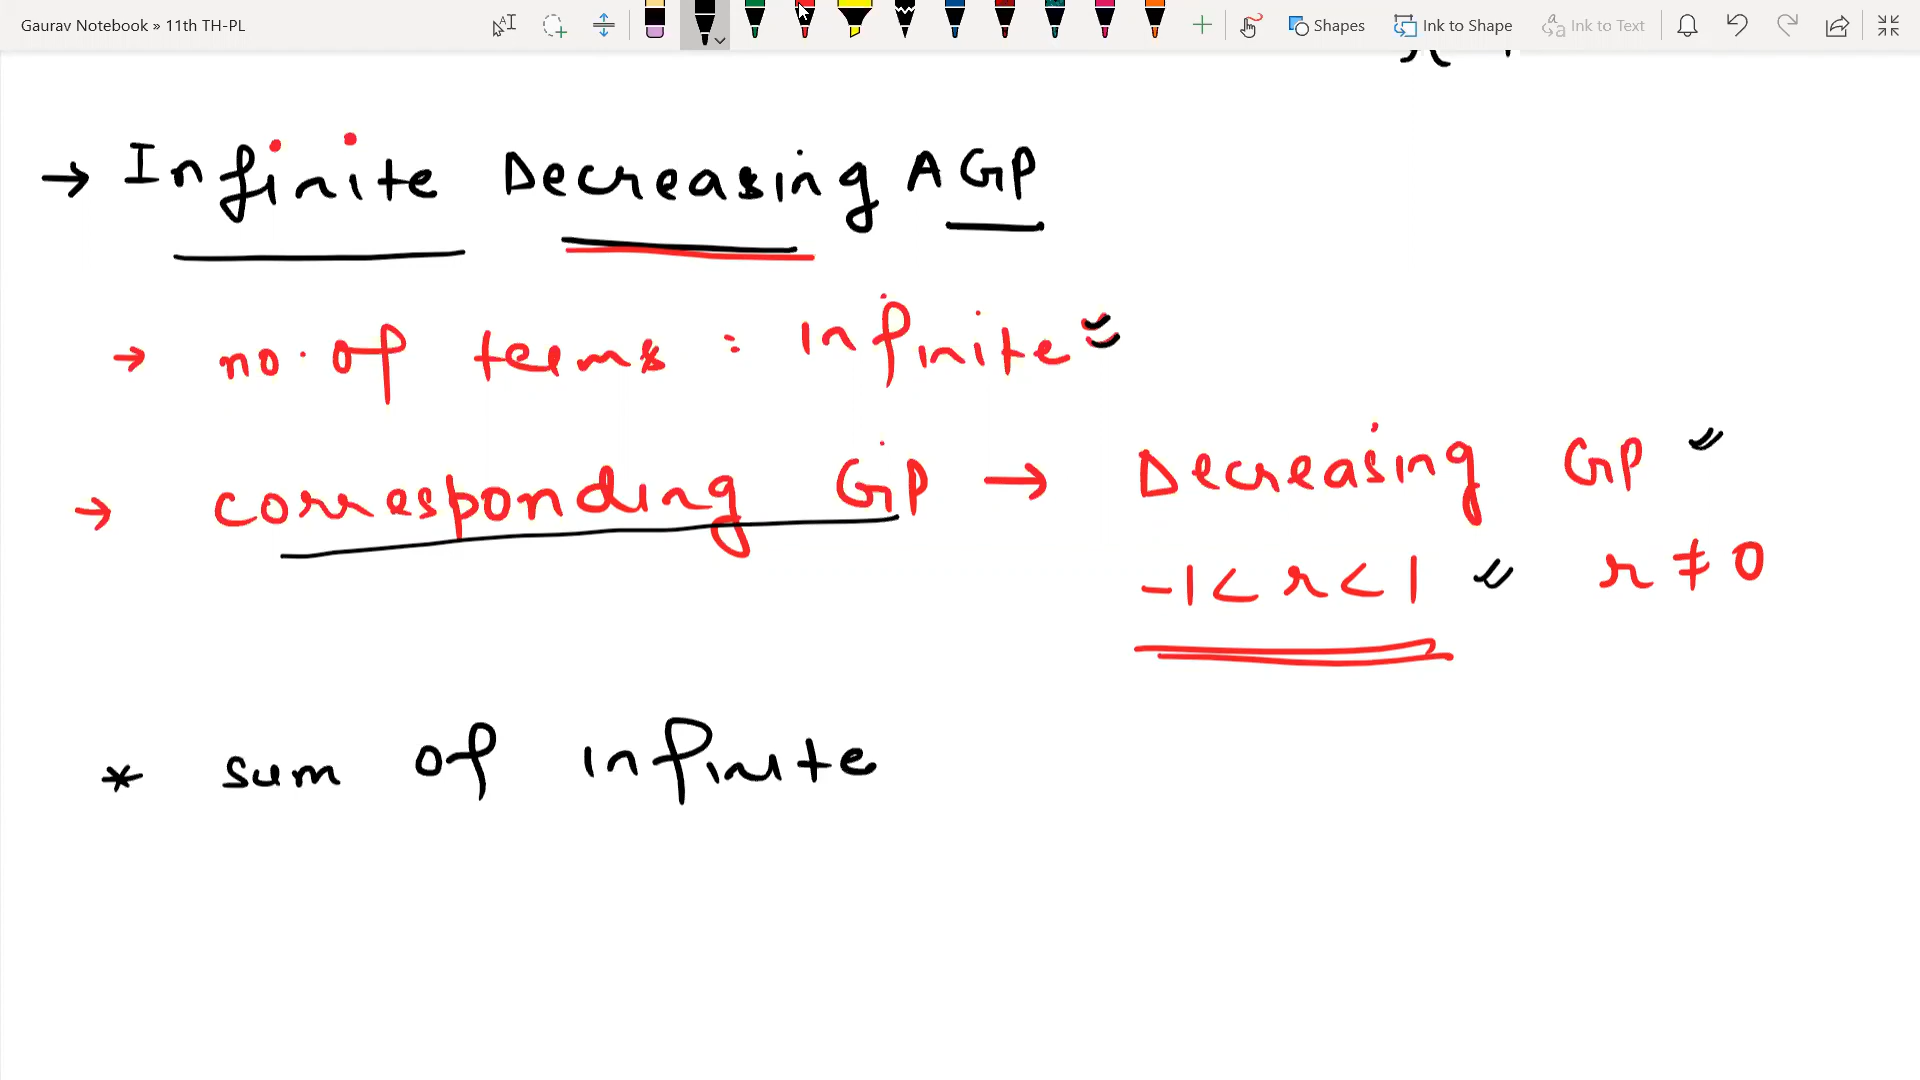 Gaurav Notebook » 11th TH-PL
Shapes
Ink to Shape
Ink to Text
→ Infinite Decreasing AGP
→ no. of terms : infinite
→ corresponding GP → Decreasing GP
-1 < r < 1 r ≠ 0
* sum of infinite